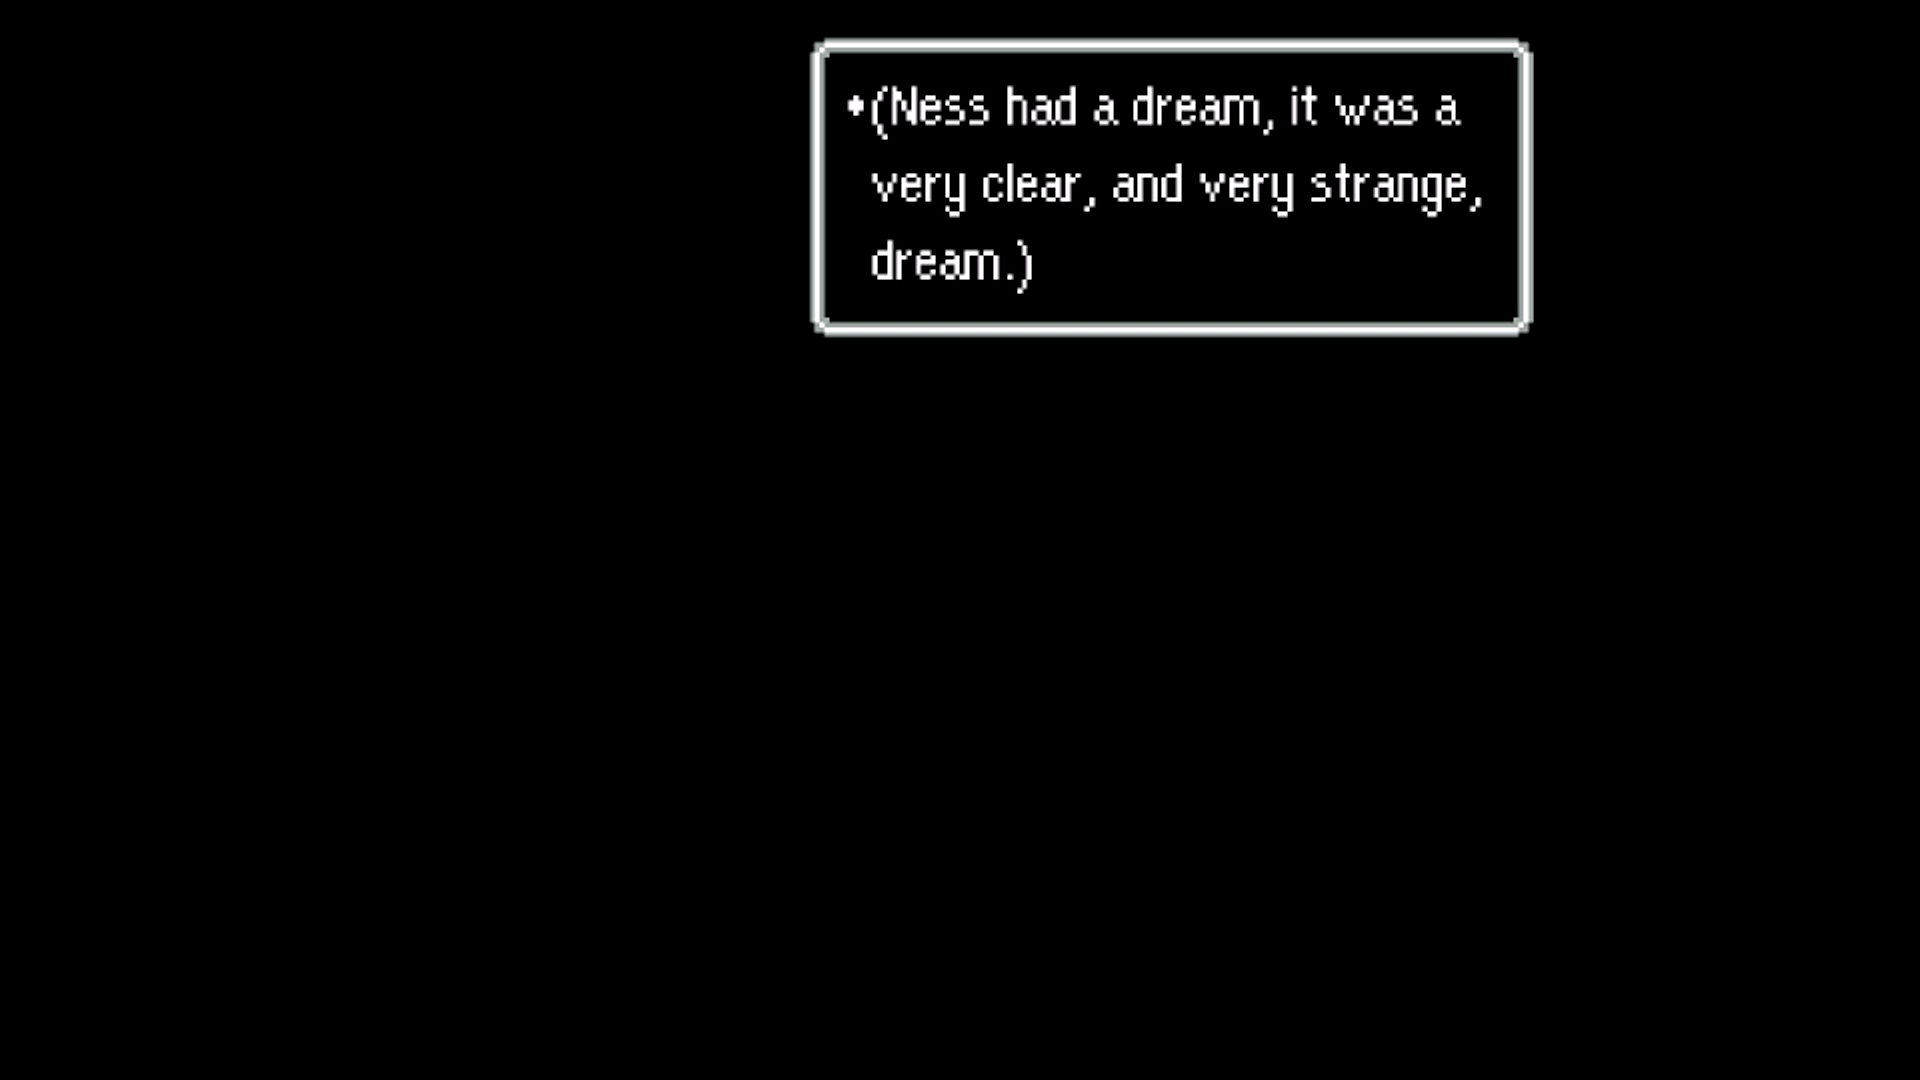 •(Ness had a dream, it was a
very clear, and very strange,
dream.)